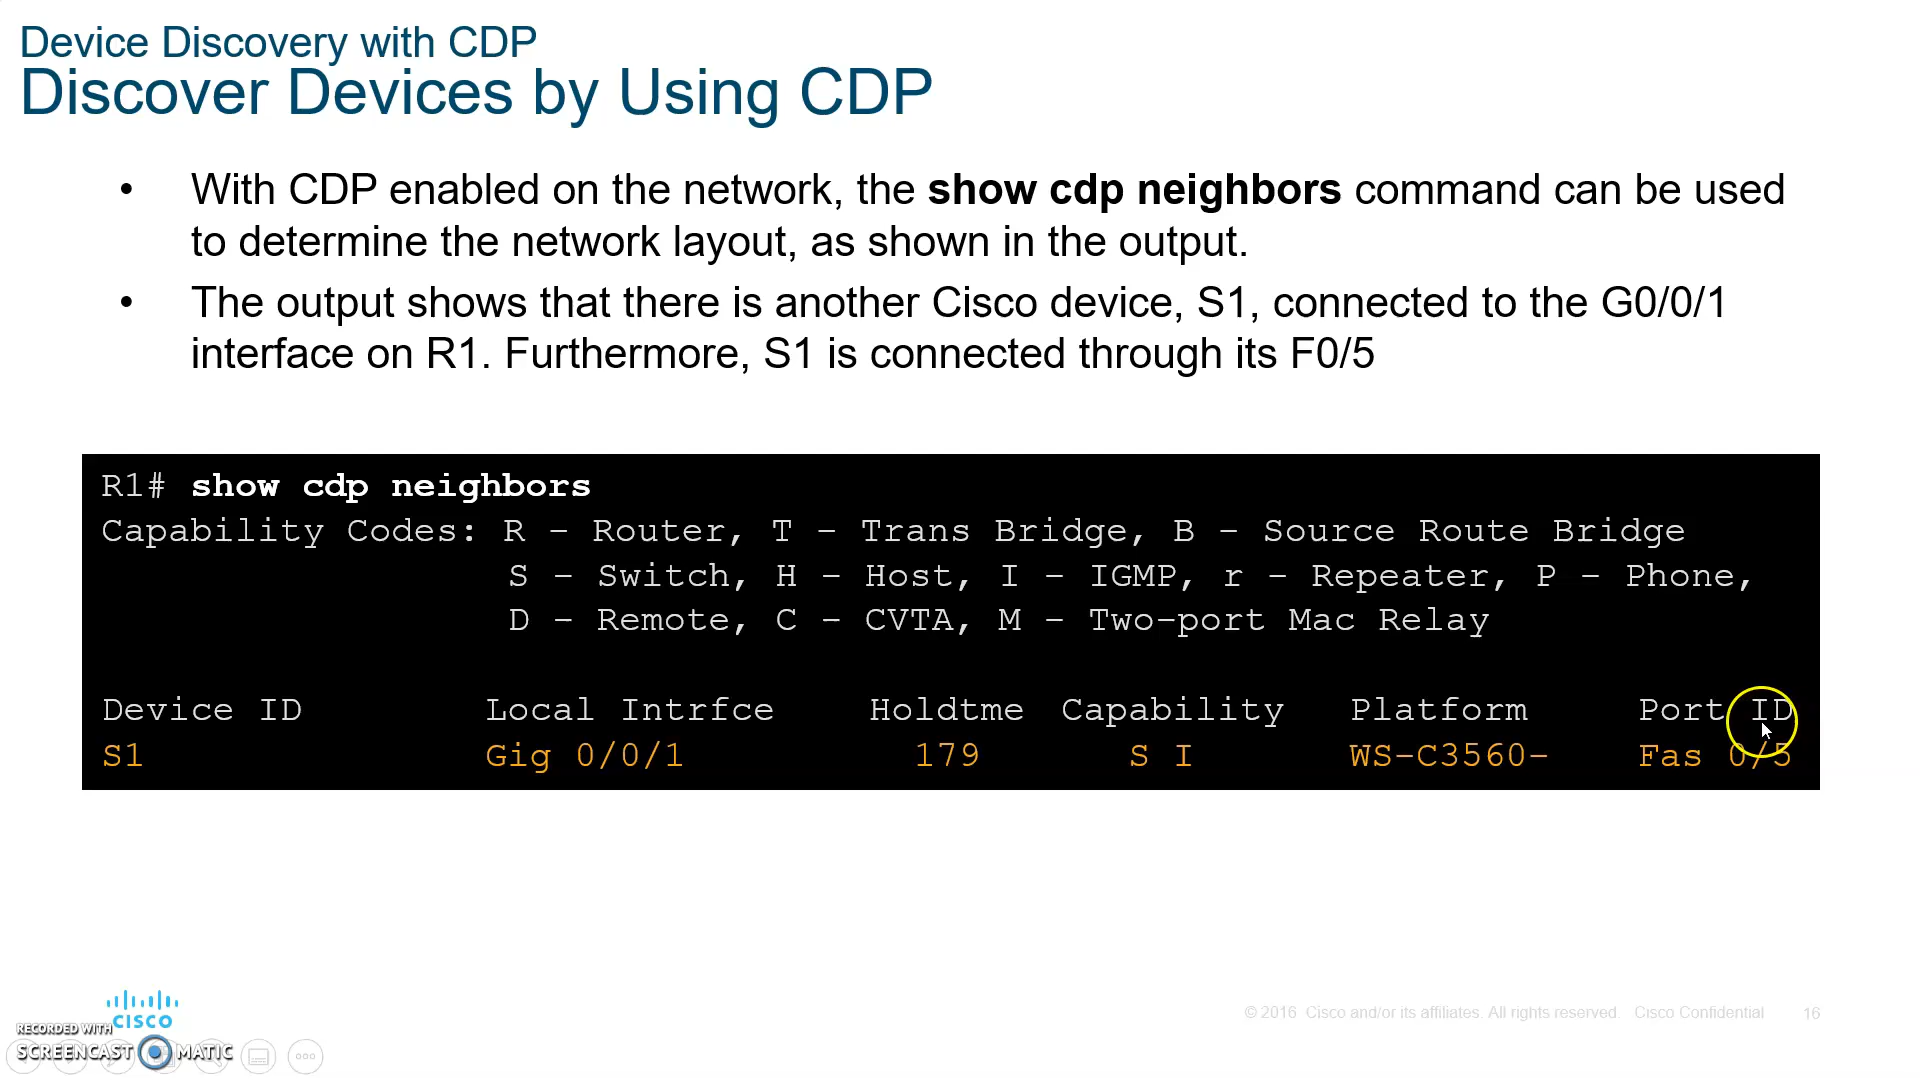 Device Discovery with CDP
Discover Devices by Using CDP
• With CDP enabled on the network, the show cdp neighbors command can be used
to determine the network layout, as shown in the output.
• The output shows that there is another Cisco device, S1, connected to the G0/0/1
interface on R1. Furthermore, S1 is connected through its F0/5
R1# show cdp neighbors
Capability Codes: R - Router, T - Trans Bridge, B - Source Route Bridge
S - Switch, H - Host, I - IGMP, r - Repeater, P - Phone,
D - Remote, C - CVTA, M - Two-port Mac Relay
Device ID Local Intrfce Holdtme Capability Platform Port ID
S1 Gig 0/0/1 179 S I WS-C3560- Fas 0/5
CISCO
RECORDED WITH
SCREENCAST MATIC
© 2016 Cisco and/or its affiliates. All rights reserved. Cisco Confidential 16